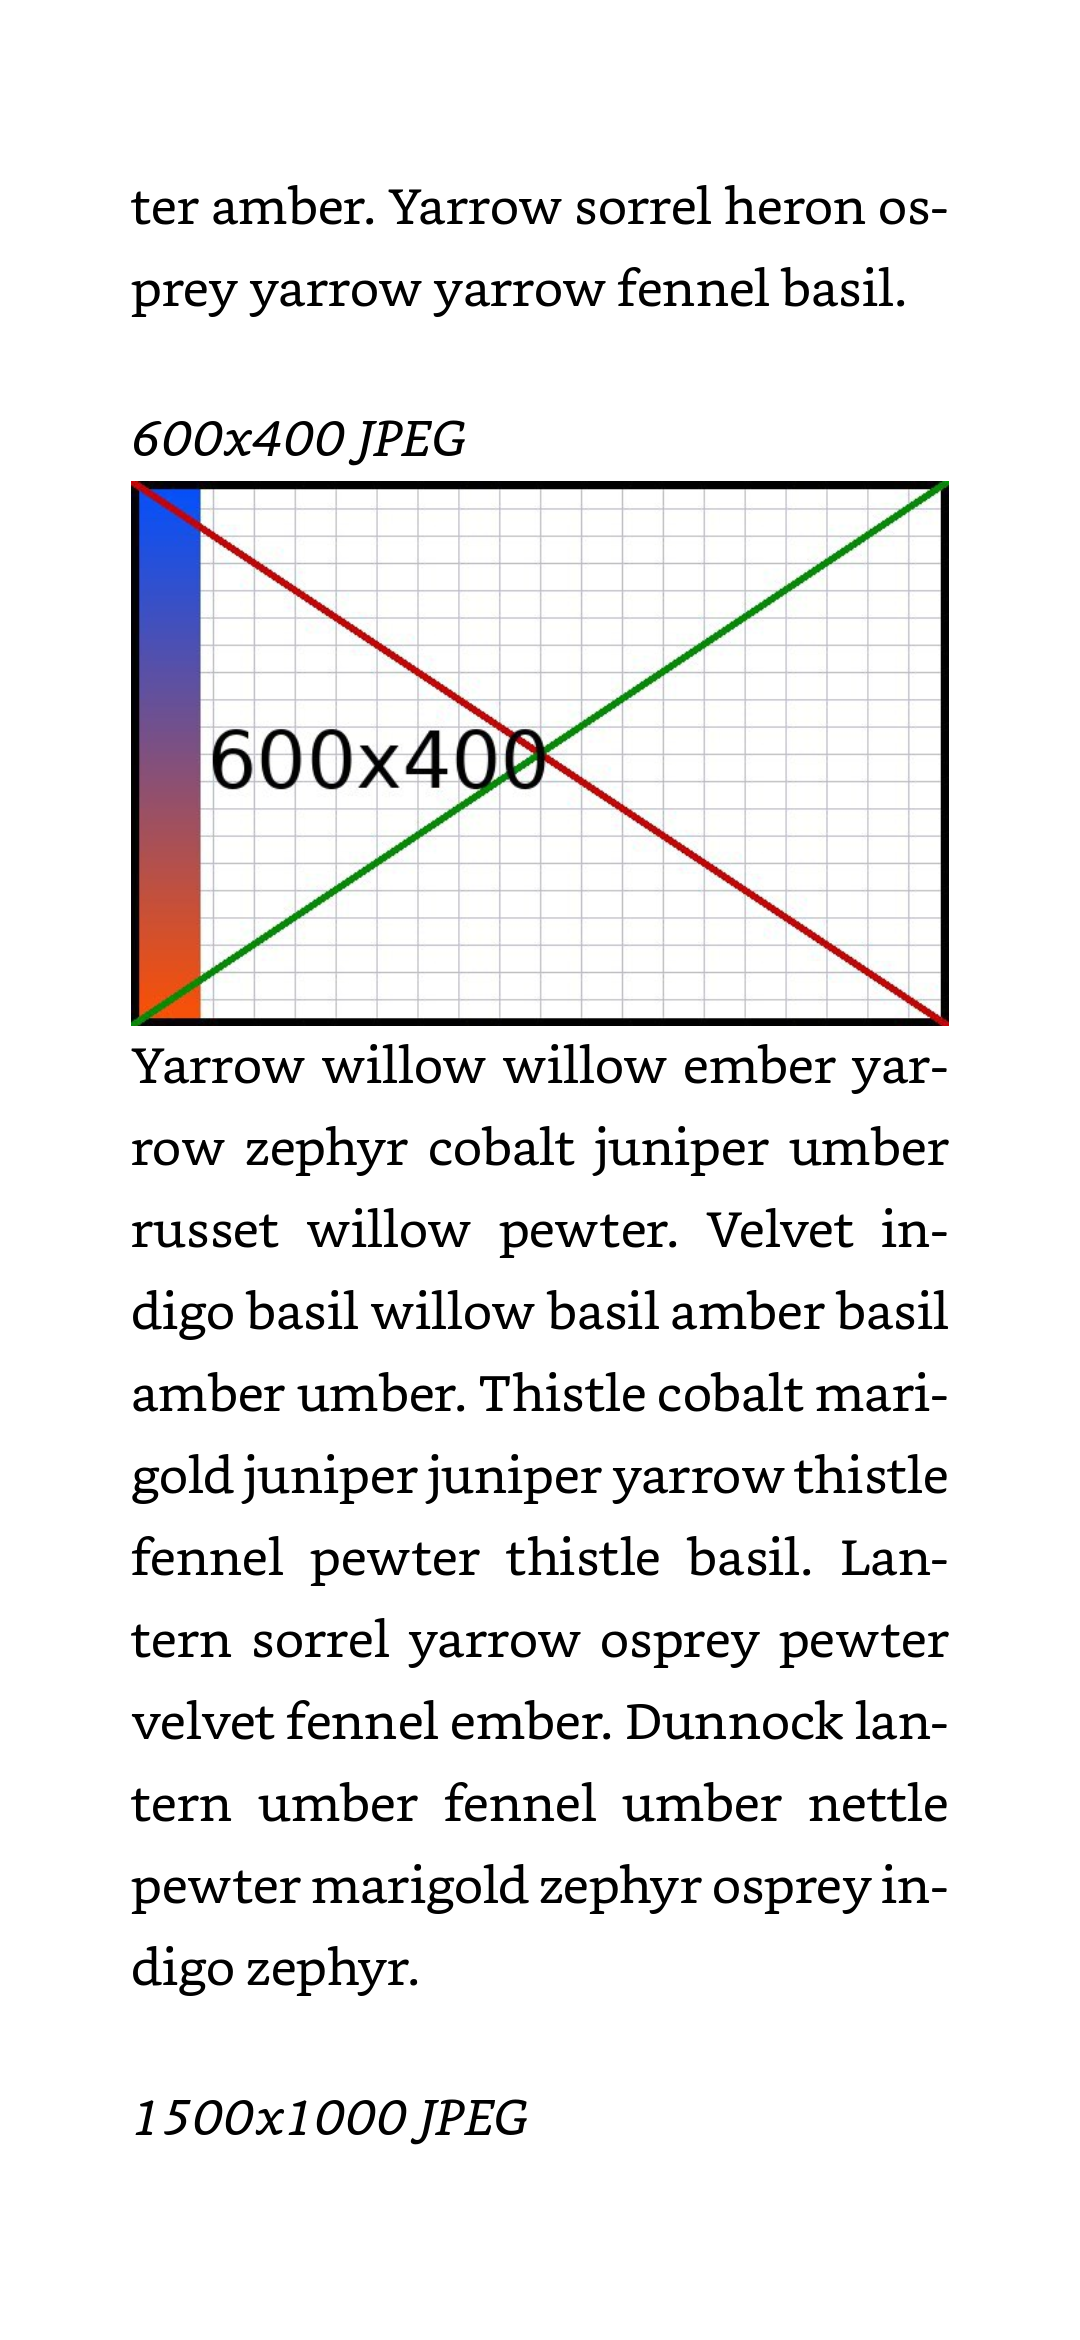 ter amber. Yarrow sorrel heron os-
prey yarrow yarrow fennel basil.
600x400 JPEG
600x400
Yarrow willow willow ember yar-
row zephyr cobalt juniper umber
russet willow pewter. Velvet in-
digo basil willow basil amber basil
amber umber. Thistle cobalt mari-
gold juniper juniper yarrow thistle
fennel pewter thistle basil. Lan-
tern sorrel yarrow osprey pewter
velvet fennel ember. Dunnock lan-
tern umber fennel umber nettle
pewter marigold zephyr osprey in-
digo zephyr.
1500x1000 JPEG